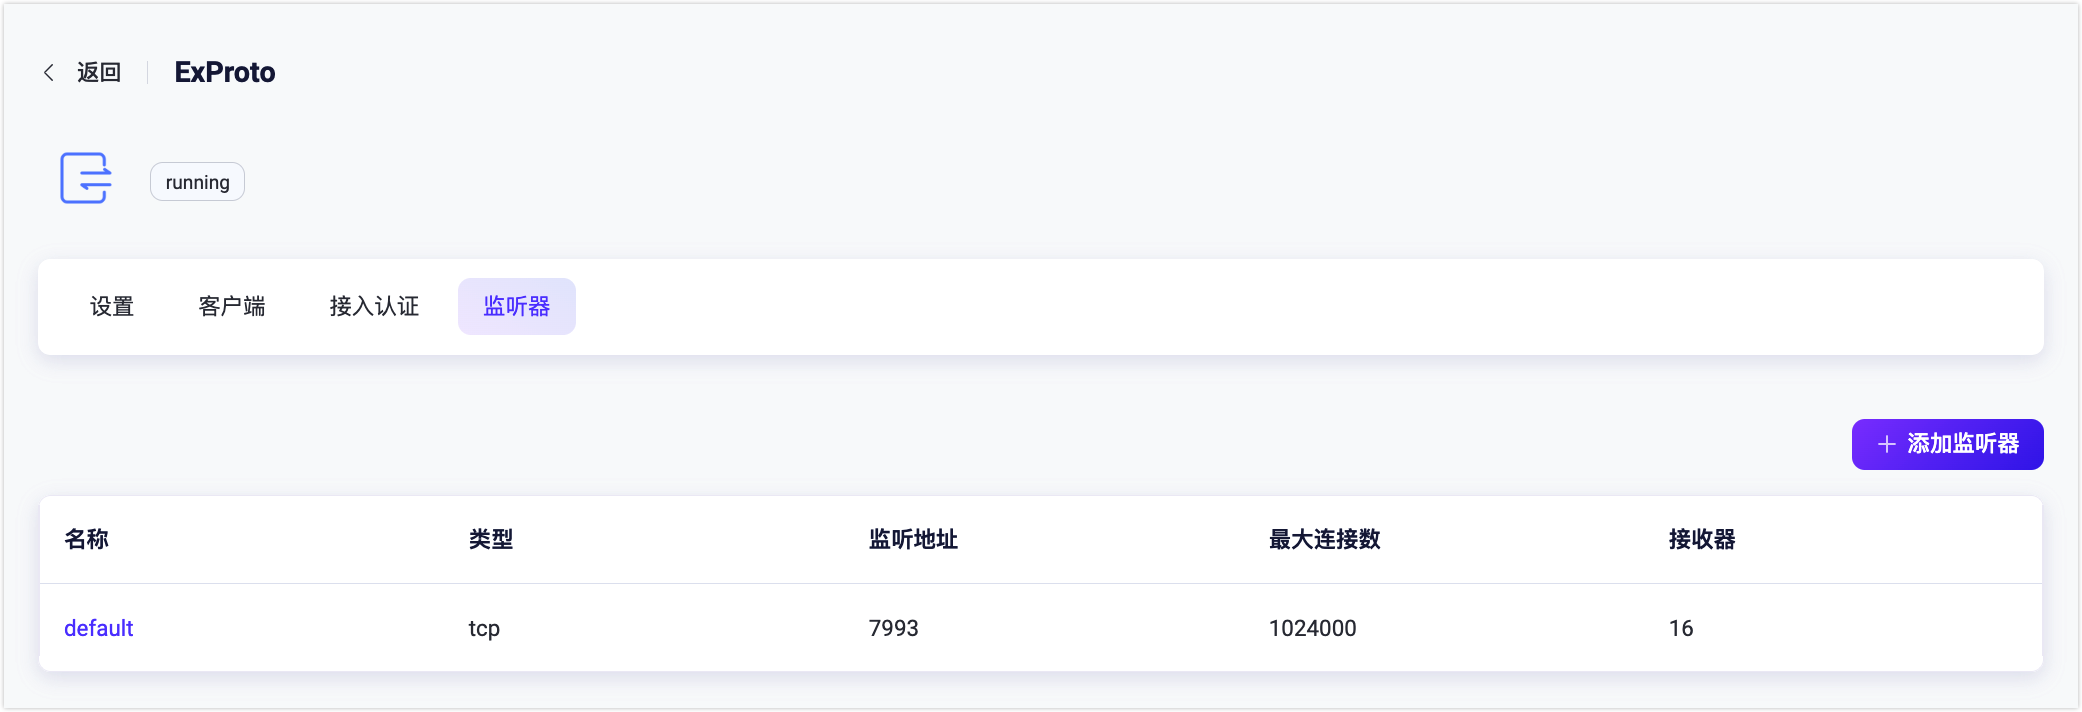 返回 ExProto
running
设置 客户端 接入认证 监听器
添加监听器
名称 类型 监听地址 最大连接数 接收器
default tcp 7993 1024000 16